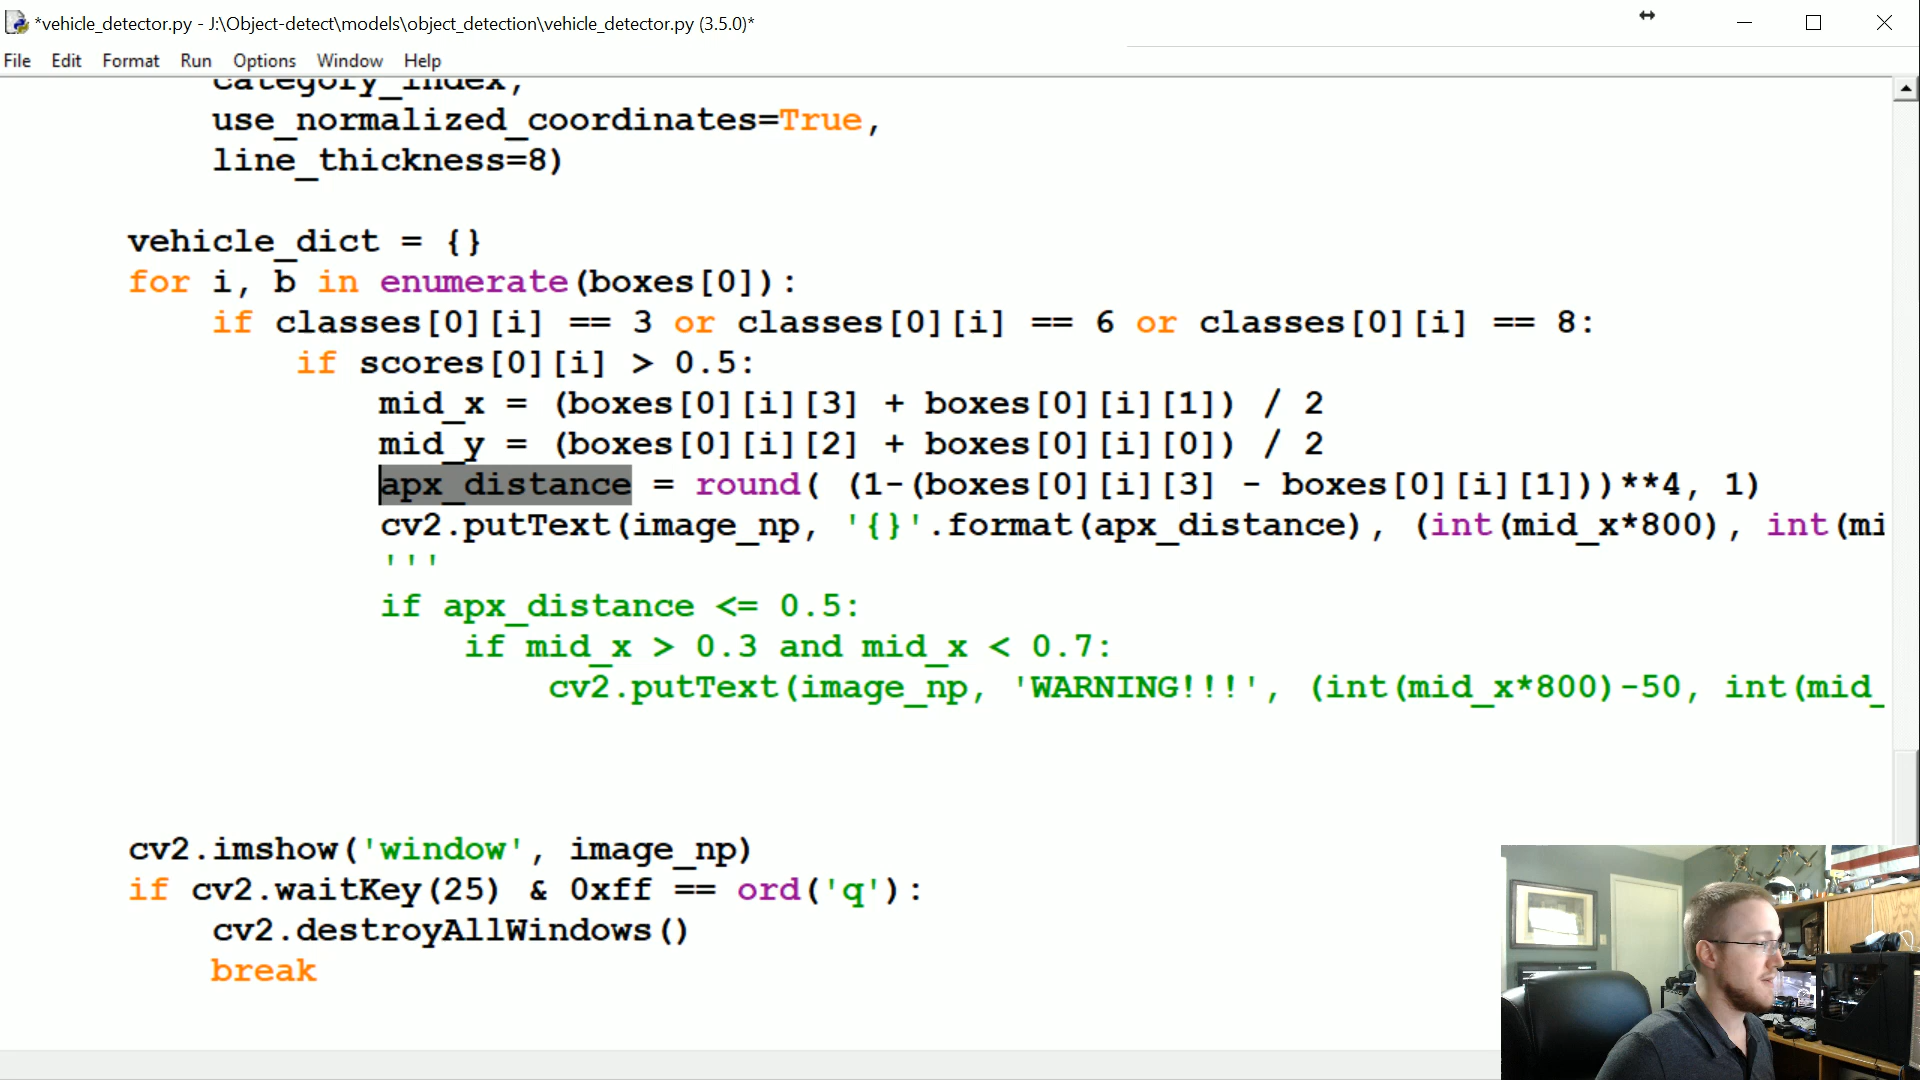 *vehicle_detector.py - J:\Object-detect\models\object_detection\vehicle_detector.py (3.5.0)*
File Edit Format Run Options Window Help
category_index,
use_normalized_coordinates=True,
line_thickness=8)
vehicle_dict = {}
for i, b in enumerate(boxes[0]):
if classes[0][i] == 3 or classes[0][i] == 6 or classes[0][i] == 8:
if scores[0][i] > 0.5:
mid_x = (boxes[0][i][3] + boxes[0][i][1]) / 2
mid_y = (boxes[0][i][2] + boxes[0][i][0]) / 2
apx_distance = round( (1-(boxes[0][i][3] - boxes[0][i][1]))**4, 1)
cv2.putText(image_np, '{}'.format(apx_distance), (int(mid_x*800), int(mi
'''
if apx_distance <= 0.5:
if mid_x > 0.3 and mid_x < 0.7:
cv2.putText(image_np, 'WARNING!!!', (int(mid_x*800)-50, int(mid_
cv2.imshow('window', image_np)
if cv2.waitKey(25) & 0xff == ord('q'):
cv2.destroyAllWindows()
break